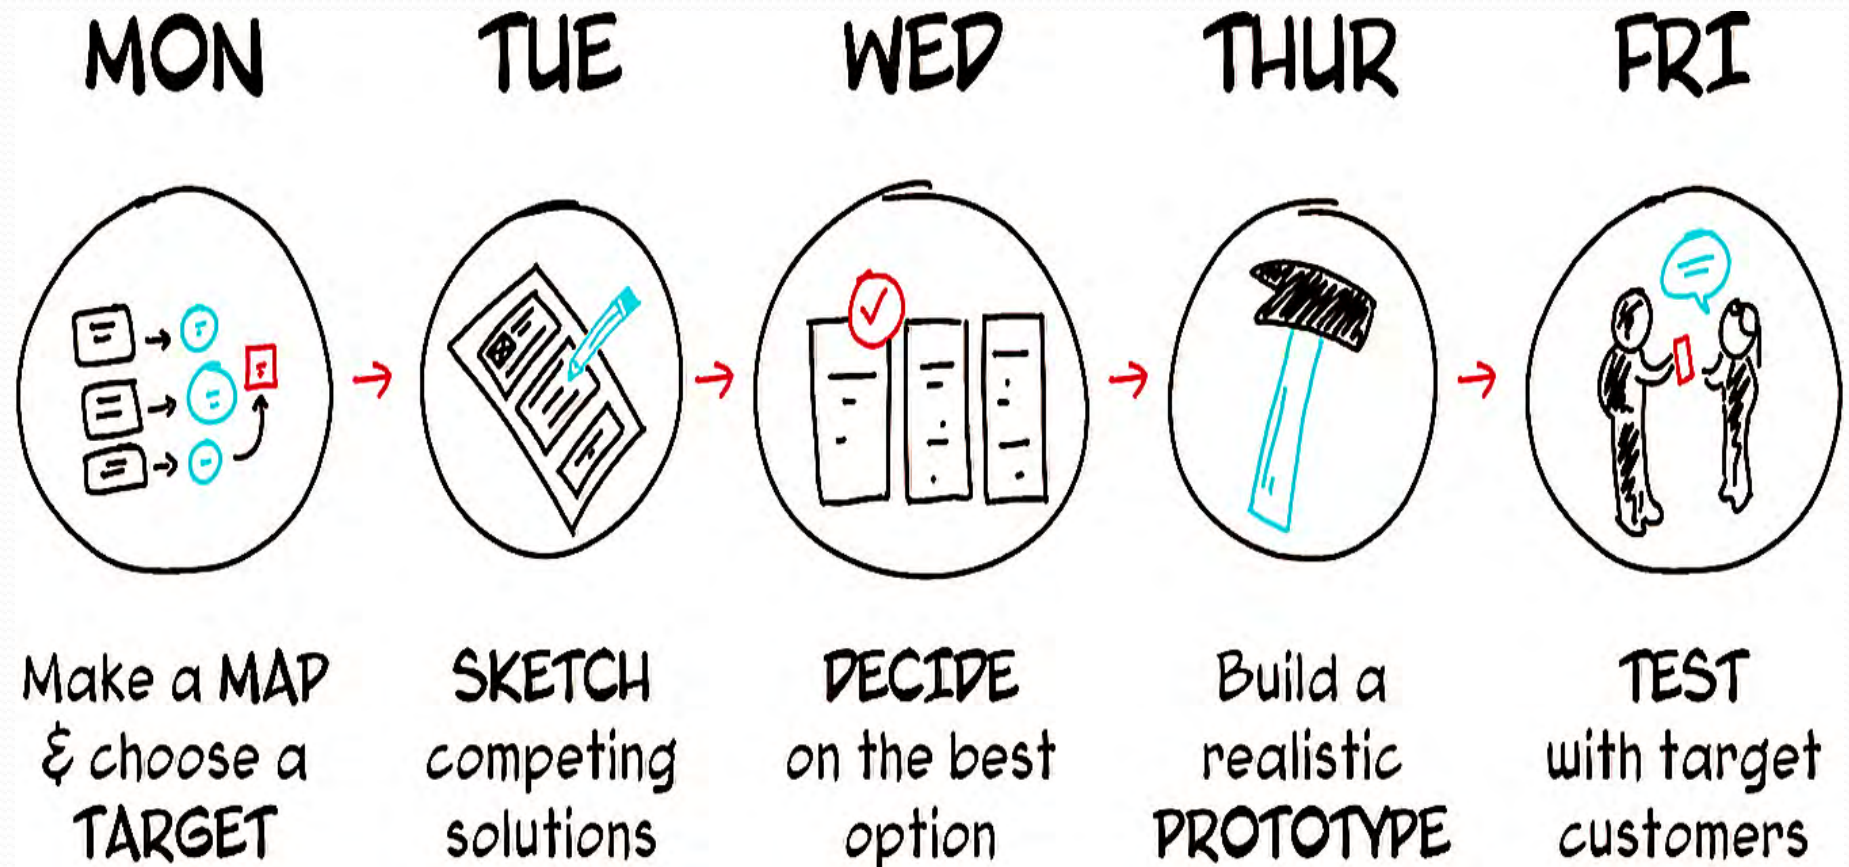 MON
TUE
WED
THUR
FRI
Make a MAP
& choose a
TARGET
SKETCH
competing
solutions
DECIDE
on the best
option
Build a
realistic
PROTOTYPE
TEST
with target
customers